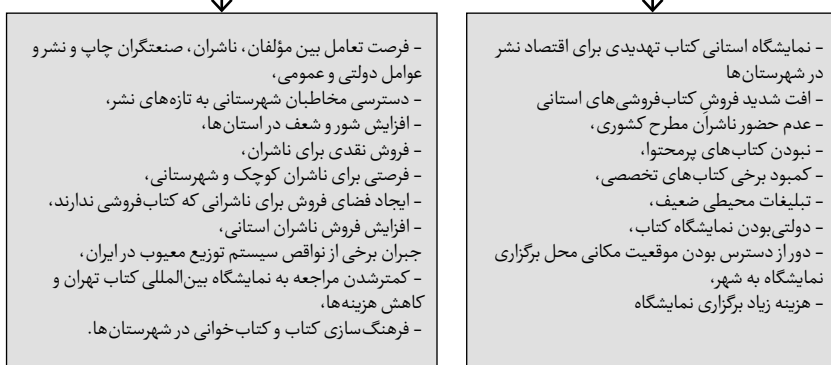 - نمایشگاه استانی کتاب تهدیدی برای اقتصاد نشر
در شهرستان‌ها
- افت شدید فروشِ کتاب‌فروشی‌های استانی
- عدم حضور ناشران مطرح کشوری،
- نبودن کتاب‌های پرمحتوا،
- کمبود برخی کتاب‌های تخصصی،
- تبلیغات محیطی ضعیف،
- دولتی‌بودن نمایشگاه کتاب،
- دور از دسترس بودن موقعیت مکانی محل برگزاری
نمایشگاه به شهر،
- هزینه زیاد برگزاری نمایشگاه
- فرصت تعامل بین مؤلفان، ناشران، صنعتگران چاپ و نشر و
عوامل دولتی و عمومی،
- دسترسی مخاطبان شهرستانی به تازه‌های نشر،
- افزایش شور و شعف در استان‌ها،
- فروش نقدی برای ناشران،
- فرصتی برای ناشران کوچک و شهرستانی،
- ایجاد فضای فروش برای ناشرانی که کتاب‌فروشی ندارند،
- افزایش فروش ناشران استانی،
جبران برخی از نواقص سیستم توزیع معیوب در ایران،
- کمترشدن مراجعه به نمایشگاه بین‌المللی کتاب تهران و
کاهش هزینه‌ها،
- فرهنگ‌سازی کتاب و کتاب‌خوانی در شهرستان‌ها.